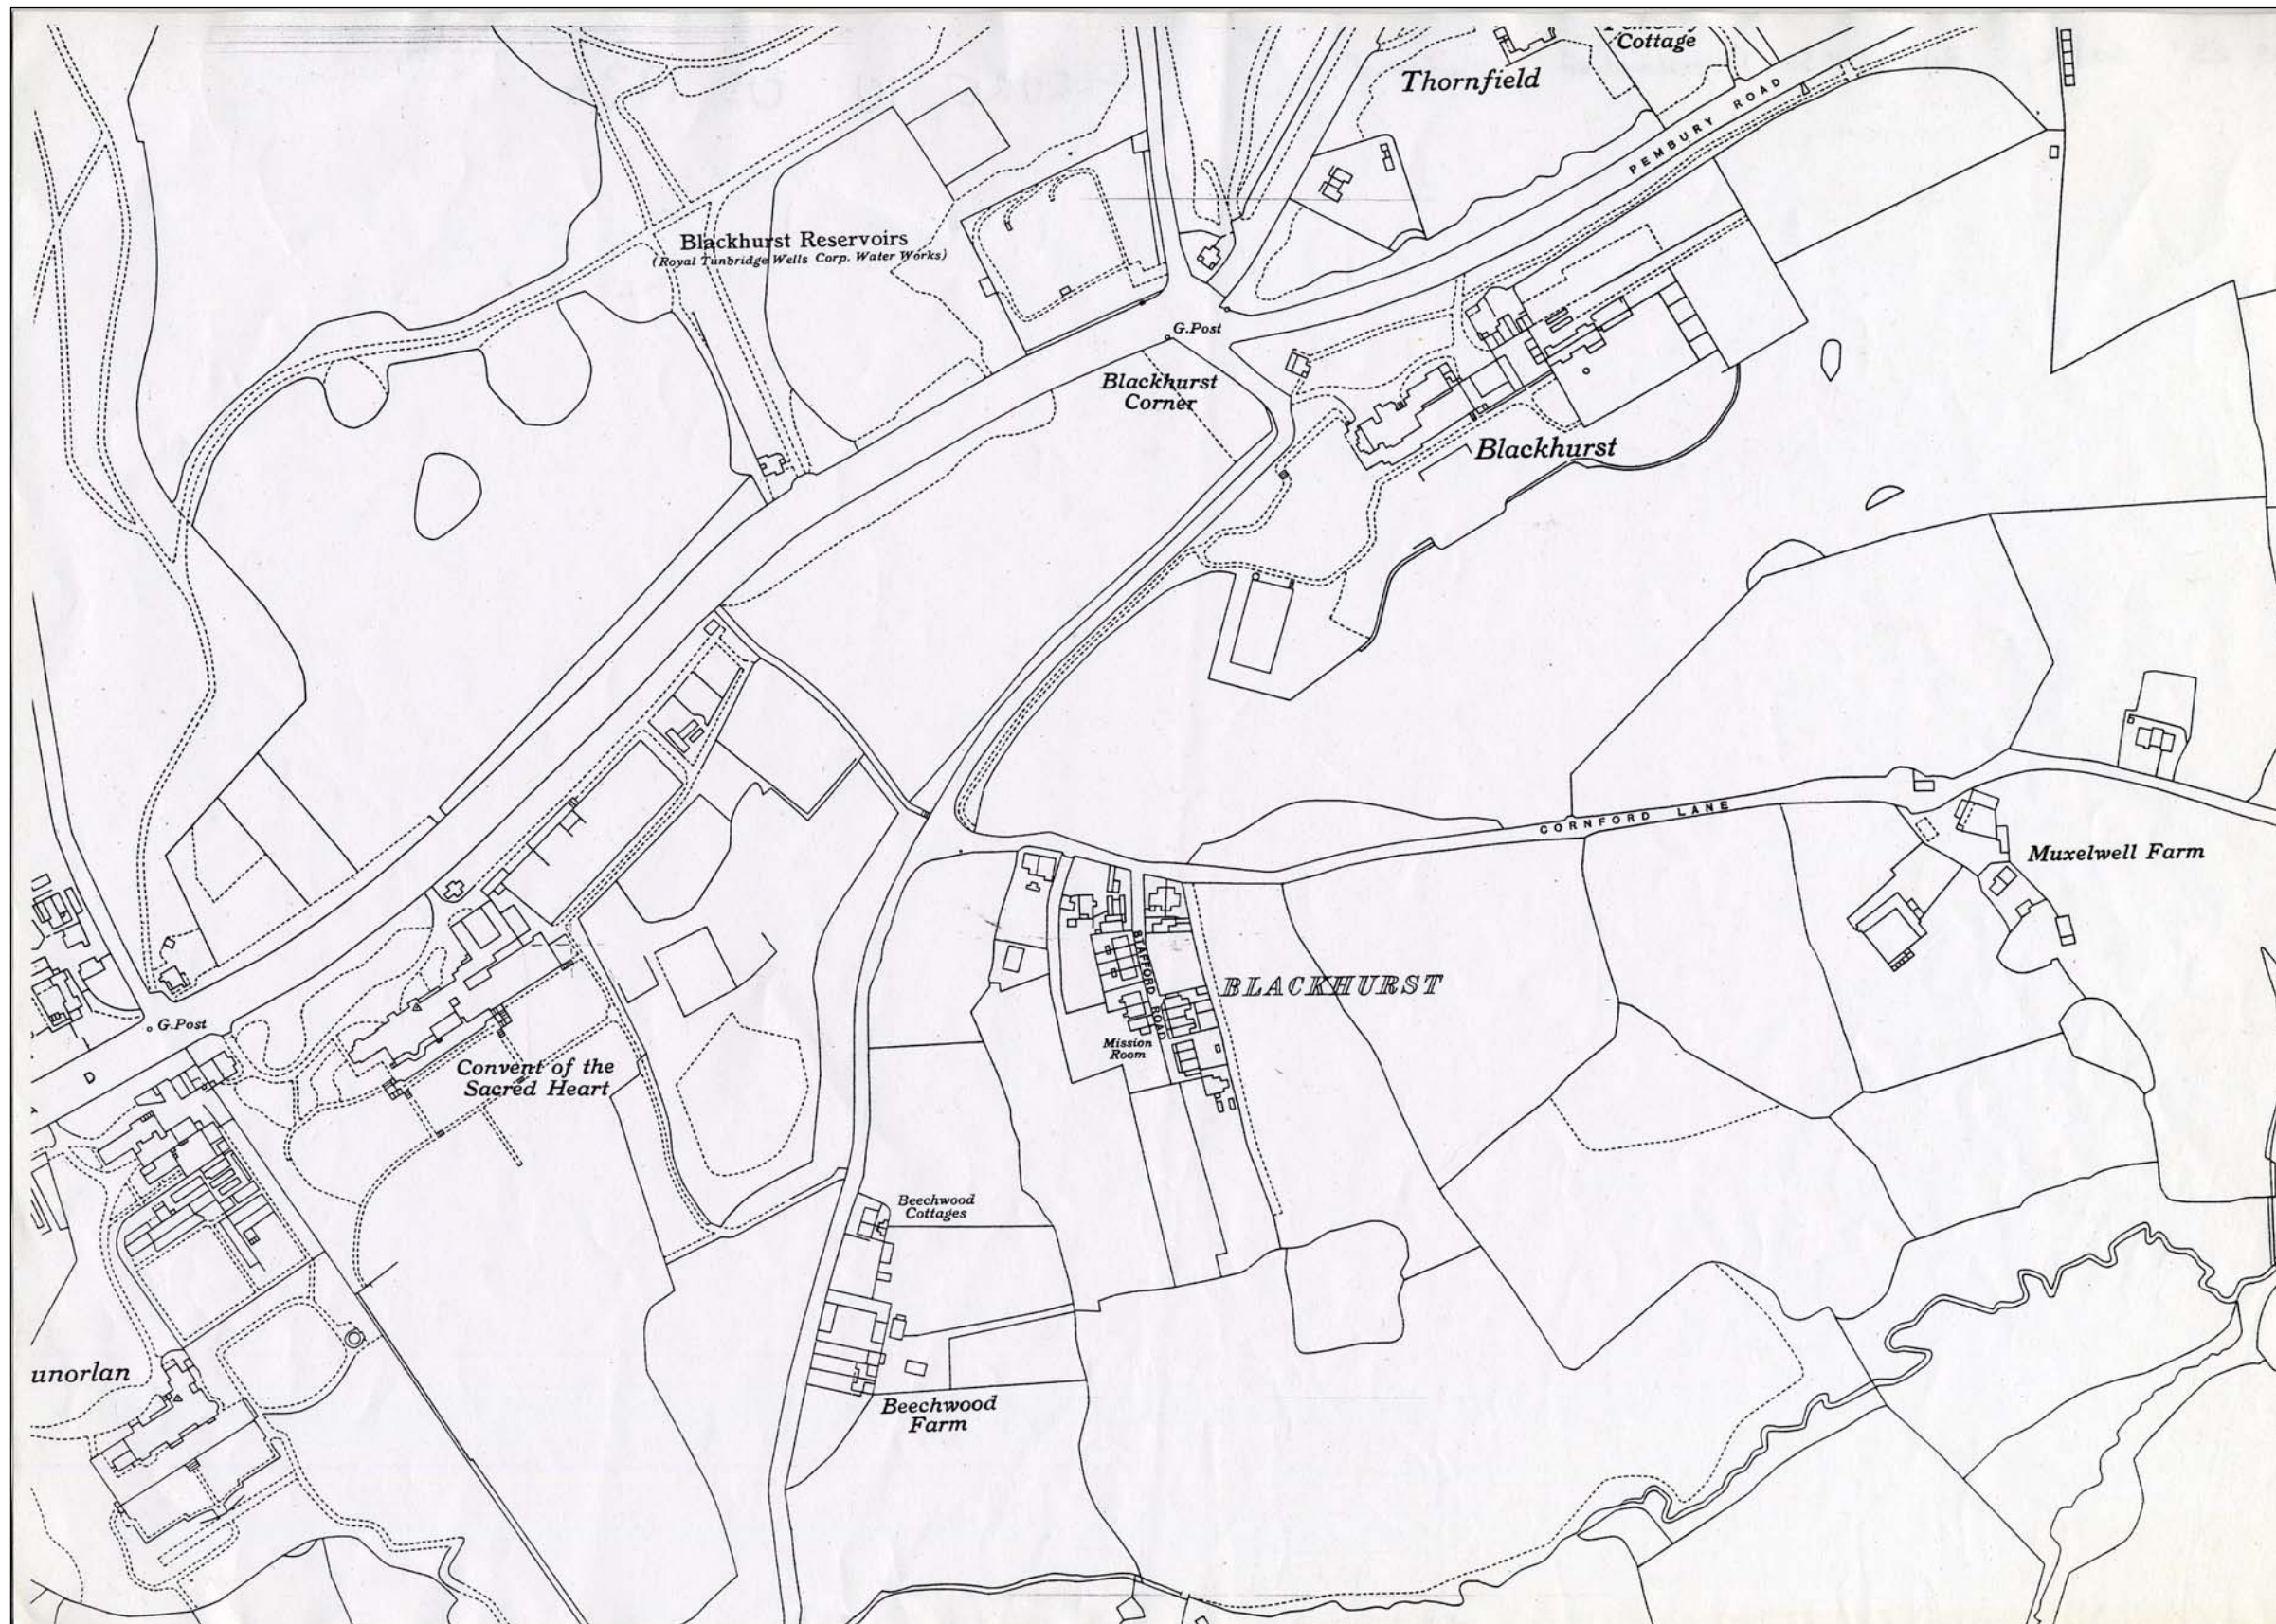 Cottage
Thornfield
PEMBURY ROAD
Blackhurst Reservoirs
(Royal Tunbridge Wells Corp. Water Works)
G.Post
Blackhurst
Corner
Blackhurst
CORNFORD LANE
Muxelwell Farm
STAFFORD ROAD
BLACKHURST
G.Post
Mission
Room
Convent of the
Sacred Heart
D
Beechwood
Cottages
unorlan
Beechwood
Farm